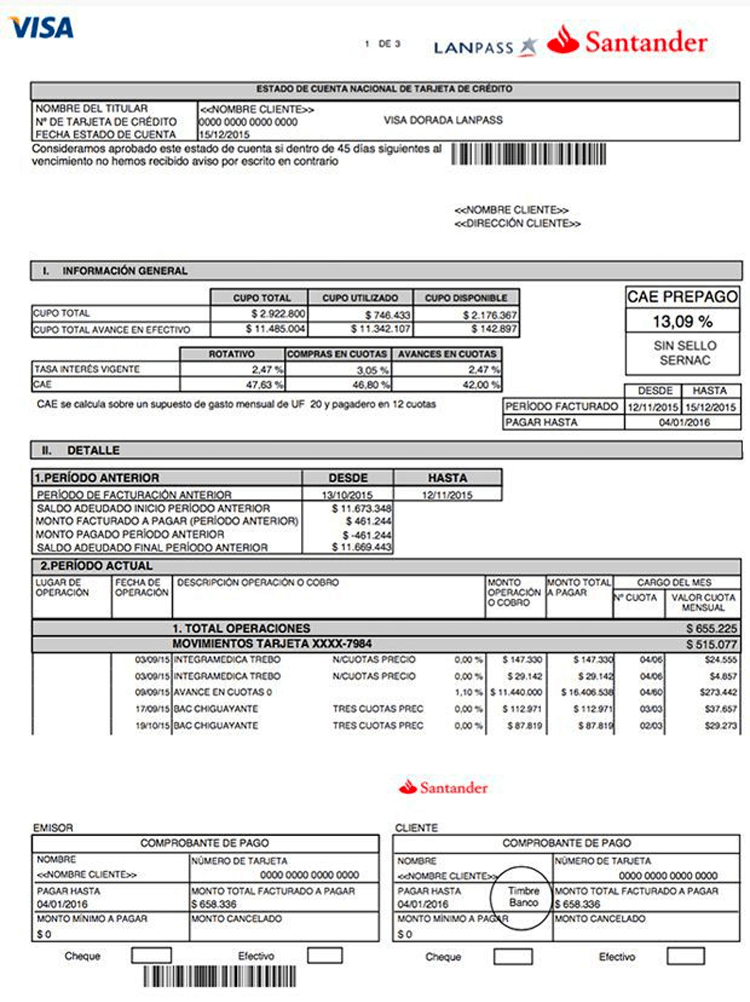 VISA
1 DE 3
LANPASS
Santander
ESTADO DE CUENTA NACIONAL DE TARJETA DE CRÉDITO
NOMBRE DEL TITULAR <<NOMBRE CLIENTE>>
Nº DE TARJETA DE CRÉDITO 0000 0000 0000 0000 VISA DORADA LANPASS
FECHA ESTADO DE CUENTA 15/12/2015
Consideramos aprobado este estado de cuenta si dentro de 45 días siguientes al
vencimiento no hemos recibido aviso por escrito en contrario
<<NOMBRE CLIENTE>>
<<DIRECCIÓN CLIENTE>>
I. INFORMACIÓN GENERAL
CUPO TOTAL CUPO UTILIZADO CUPO DISPONIBLE
CUPO TOTAL $ 2.922.800 $ 746.433 $ 2.176.367
CUPO TOTAL AVANCE EN EFECTIVO $ 11.485.004 $ 11.342.107 $ 142.897
CAE PREPAGO
13,09 %
SIN SELLO
SERNAC
ROTATIVO COMPRAS EN CUOTAS AVANCES EN CUOTAS
TASA INTERÉS VIGENTE 2,47 % 3,05 % 2,47 %
CAE 47,63 % 46,80 % 42,00 %
CAE se calcula sobre un supuesto de gasto mensual de UF 20 y pagadero en 12 cuotas
DESDE HASTA
PERÍODO FACTURADO 12/11/2015 15/12/2015
PAGAR HASTA 04/01/2016
II. DETALLE
1.PERÍODO ANTERIOR DESDE HASTA
PERÍODO DE FACTURACIÓN ANTERIOR 13/10/2015 12/11/2015
SALDO ADEUDADO INICIO PERÍODO ANTERIOR $ 11.673.348
MONTO FACTURADO A PAGAR (PERÍODO ANTERIOR) $ 461.244
MONTO PAGADO PERÍODO ANTERIOR $ -461.244
SALDO ADEUDADO FINAL PERÍODO ANTERIOR $ 11.669.443
2.PERÍODO ACTUAL
LUGAR DE OPERACIÓN FECHA DE OPERACIÓN DESCRIPCIÓN OPERACIÓN O COBRO MONTO OPERACIÓN O COBRO MONTO TOTAL A PAGAR CARGO DEL MES
Nº CUOTA VALOR CUOTA MENSUAL
1. TOTAL OPERACIONES $ 655.225
MOVIMIENTOS TARJETA XXXX-7984 $ 515.077
03/09/15 INTEGRAMEDICA TREBO N/CUOTAS PRECIO 0,00 % $ 147.330 $ 147.330 04/06 $24.555
03/09/15 INTEGRAMEDICA TREBO N/CUOTAS PRECIO 0,00 % $ 29.142 $ 29.142 04/06 $4.857
09/09/15 AVANCE EN CUOTAS 0 1,10 % $ 11.440.000 $ 16.406.538 04/60 $273.442
17/09/15 BAC CHIGUAYANTE TRES CUOTAS PREC 0,00 % $ 112.971 $ 112.971 03/03 $37.657
19/10/15 BAC CHIGUAYANTE TRES CUOTAS PREC 0,00 % $ 87.819 $ 87.819 02/03 $29.273
Santander
EMISOR
COMPROBANTE DE PAGO
NOMBRE NÚMERO DE TARJETA
<<NOMBRE CLIENTE>> 0000 0000 0000 0000
PAGAR HASTA MONTO TOTAL FACTURADO A PAGAR
04/01/2016 $ 658.336
MONTO MÍNIMO A PAGAR MONTO CANCELADO
$ 0
Cheque Efectivo
CLIENTE
COMPROBANTE DE PAGO
NOMBRE NÚMERO DE TARJETA
<<NOMBRE CLIENTE>> 0000 0000 0000 0000
PAGAR HASTA MONTO TOTAL FACTURADO A PAGAR
04/01/2016 $ 658.336
Timbre
Banco
MONTO MÍNIMO A PAGAR MONTO CANCELADO
$ 0
Cheque Efectivo